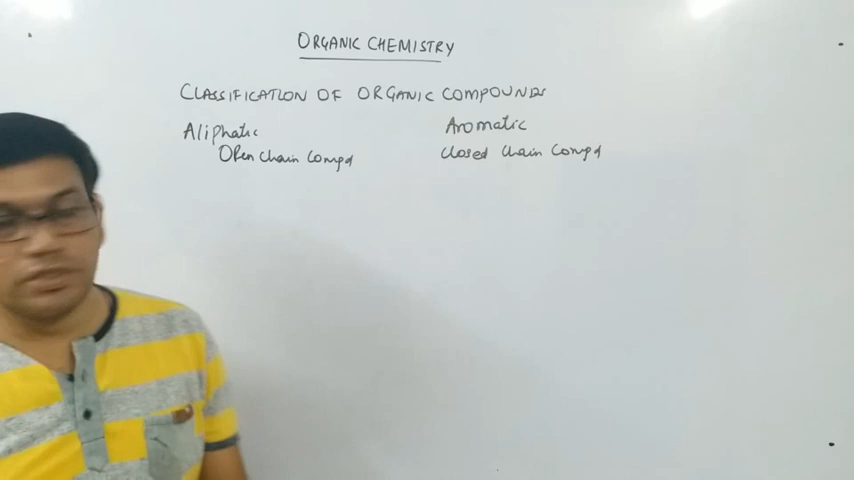 ORGANIC CHEMISTRY
CLASSIFICATION OF ORGANIC COMPOUNDS
Aliphatic
Aromatic
Open chain Compd
Closed chain Compd